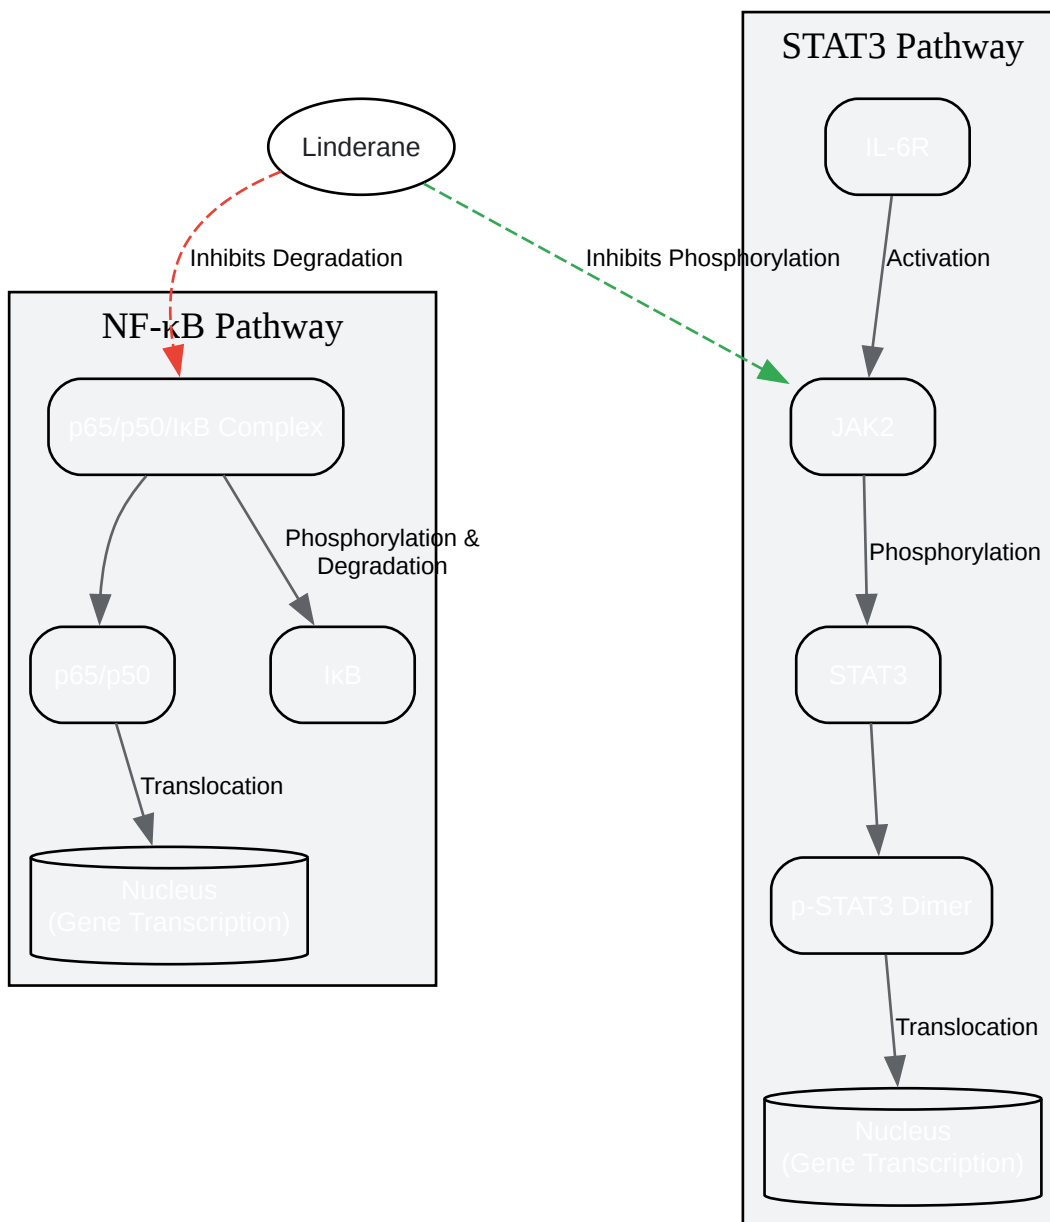 STAT3 Pathway
Linderane
IL-6R
Inhibits Degradation
Inhibits Phosphorylation
Activation
NF-κB Pathway
p65/p50/IκB Complex
JAK2
Phosphorylation &
Degradation
Phosphorylation
p65/p50
IκB
STAT3
Translocation
Nucleus
(Gene Transcription)
p-STAT3 Dimer
Translocation
Nucleus
(Gene Transcription)